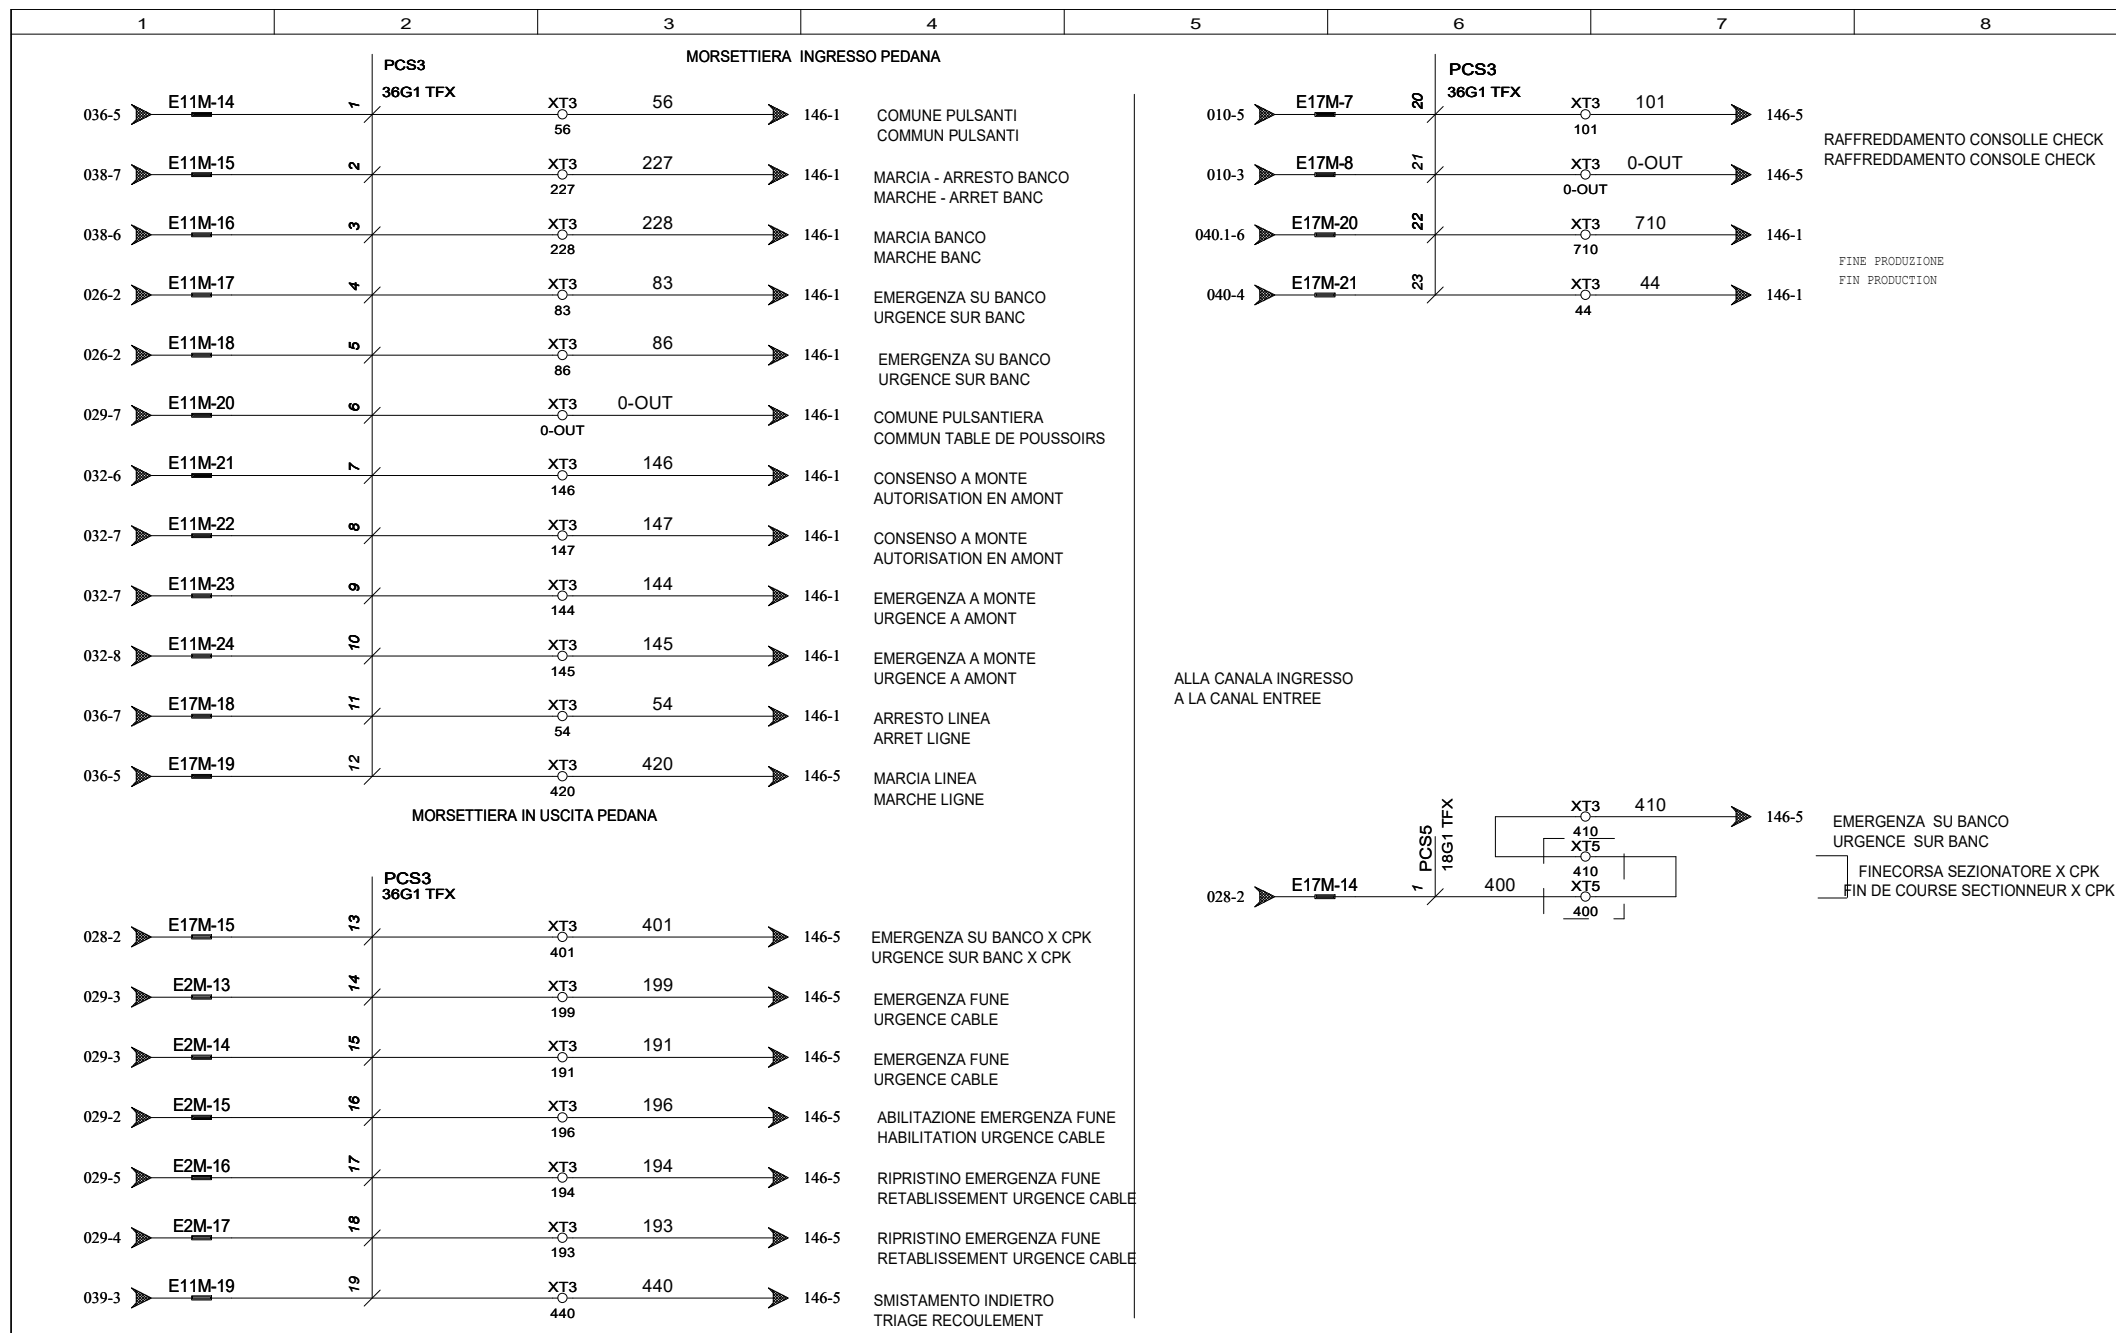 1 2 3 4 5 6 7 8
MORSETTIERA INGRESSO PEDANA
PCS3
36G1 TFX
036-5 E11M-14 1 XT3 56 146-1
56
COMUNE PULSANTI
COMMUN PULSANTI
038-7 E11M-15 2 XT3 227 146-1
227
MARCIA - ARRESTO BANCO
MARCHE - ARRET BANC
038-6 E11M-16 3 XT3 228 146-1
228
MARCIA BANCO
MARCHE BANC
026-2 E11M-17 4 XT3 83 146-1
83
EMERGENZA SU BANCO
URGENCE SUR BANC
026-2 E11M-18 5 XT3 86 146-1
86
EMERGENZA SU BANCO
URGENCE SUR BANC
029-7 E11M-20 6 XT3 0-OUT 146-1
0-OUT
COMUNE PULSANTIERA
COMMUN TABLE DE POUSSOIRS
032-6 E11M-21 7 XT3 146 146-1
146
CONSENSO A MONTE
AUTORISATION EN AMONT
032-7 E11M-22 8 XT3 147 146-1
147
CONSENSO A MONTE
AUTORISATION EN AMONT
032-7 E11M-23 9 XT3 144 146-1
144
EMERGENZA A MONTE
URGENCE A AMONT
032-8 E11M-24 10 XT3 145 146-1
145
EMERGENZA A MONTE
URGENCE A AMONT
036-7 E17M-18 11 XT3 54 146-1
54
ARRESTO LINEA
ARRET LIGNE
036-5 E17M-19 12 XT3 420 146-5
420
MARCIA LINEA
MARCHE LIGNE
MORSETTIERA IN USCITA PEDANA
PCS3
36G1 TFX
028-2 E17M-15 13 XT3 401 146-5
401
EMERGENZA SU BANCO X CPK
URGENCE SUR BANC X CPK
029-3 E2M-13 14 XT3 199 146-5
199
EMERGENZA FUNE
URGENCE CABLE
029-3 E2M-14 15 XT3 191 146-5
191
EMERGENZA FUNE
URGENCE CABLE
029-2 E2M-15 16 XT3 196 146-5
196
ABILITAZIONE EMERGENZA FUNE
HABILITATION URGENCE CABLE
029-5 E2M-16 17 XT3 194 146-5
194
RIPRISTINO EMERGENZA FUNE
RETABLISSEMENT URGENCE CABLE
029-4 E2M-17 18 XT3 193 146-5
193
RIPRISTINO EMERGENZA FUNE
RETABLISSEMENT URGENCE CABLE
039-3 E11M-19 19 XT3 440 146-5
440
SMISTAMENTO INDIETRO
TRIAGE RECOULEMENT
PCS3
36G1 TFX
010-5 E17M-7 20 XT3 101 146-5
101
RAFFREDDAMENTO CONSOLLE CHECK
RAFFREDDAMENTO CONSOLE CHECK
010-3 E17M-8 21 XT3 0-OUT 146-5
0-OUT
040.1-6 E17M-20 22 XT3 710 146-1
710
FINE PRODUZIONE
FIN PRODUCTION
040-4 E17M-21 23 XT3 44 146-1
44
ALLA CANALA INGRESSO
A LA CANAL ENTREE
PCS5
18G1 TFX
XT3 410 146-5
410
EMERGENZA SU BANCO
URGENCE SUR BANC
XT5
410
FINECORSA SEZIONATORE X CPK
FIN DE COURSE SECTIONNEUR X CPK
028-2 E17M-14 1 400 XT5
400